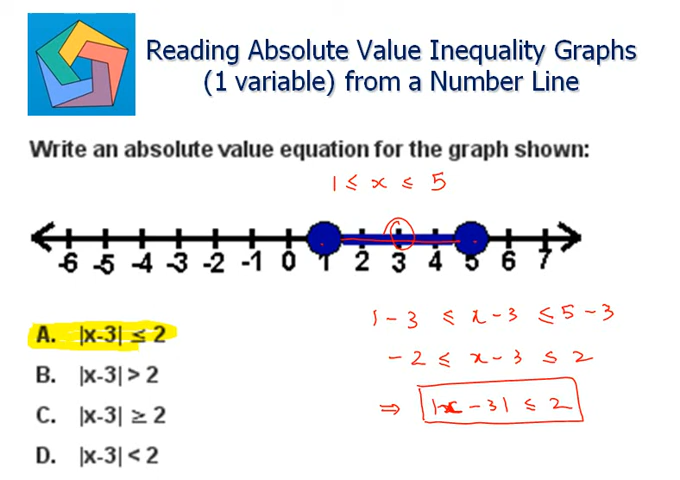 Reading Absolute Value Inequality Graphs
(1 variable) from a Number Line
Write an absolute value equation for the graph shown:
1 ≤ x ≤ 5
-6 -5 -4 -3 -2 -1 0 1 2 3 4 5 6 7
1 - 3 ≤ x - 3 ≤ 5 - 3
A. |x-3| ≤ 2
- 2 ≤ x - 3 ≤ 2
B. |x-3| > 2
⇒ |x - 3| ≤ 2
C. |x-3| ≥ 2
D. |x-3| < 2